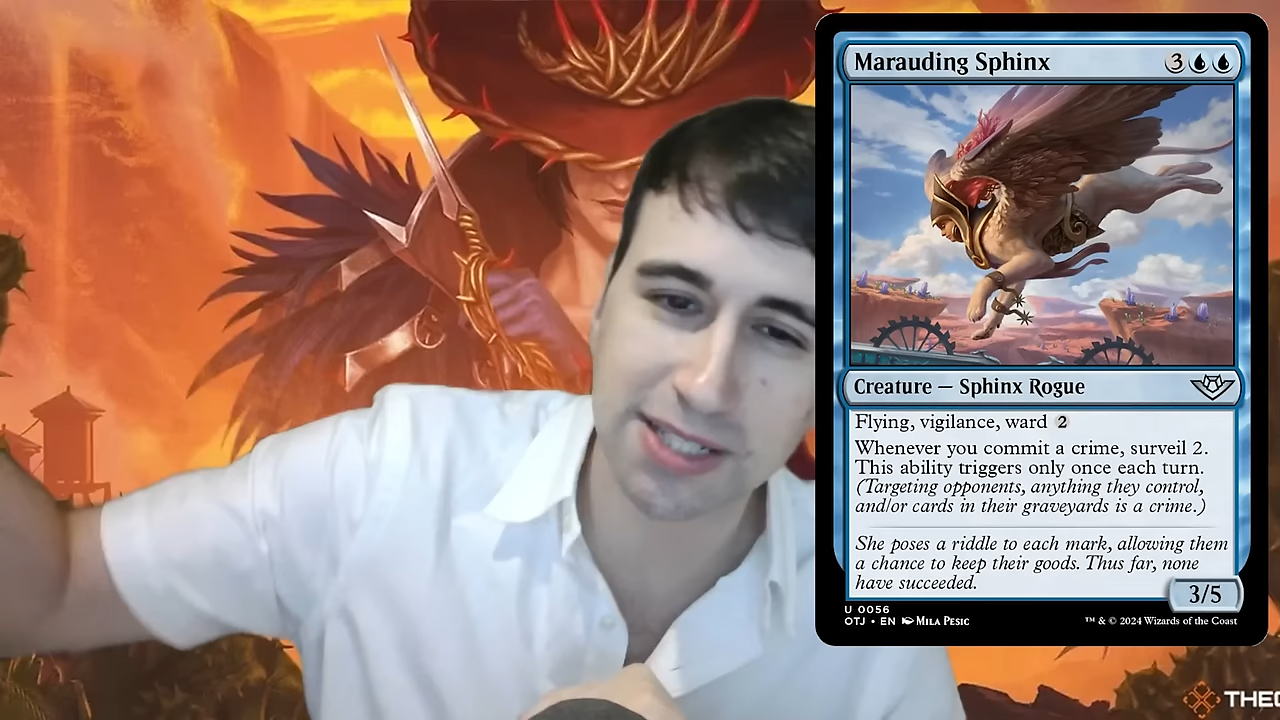 Marauding Sphinx 3
Creature — Sphinx Rogue
Flying, vigilance, ward 2
Whenever you commit a crime, surveil 2.
This ability triggers only once each turn.
(Targeting opponents, anything they control,
and/or cards in their graveyards is a crime.)
She poses a riddle to each mark, allowing them
a chance to keep their goods. Thus far, none
have succeeded.
3/5
U 0056
OTJ • EN MILA PESIC
™ & © 2024 Wizards of the Coast